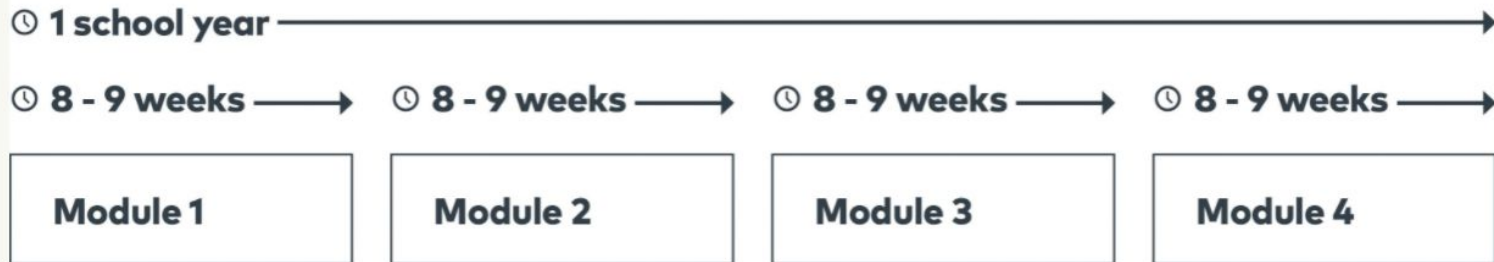 1 school year
8 - 9 weeks 8 - 9 weeks 8 - 9 weeks 8 - 9 weeks
Module 1 Module 2 Module 3 Module 4